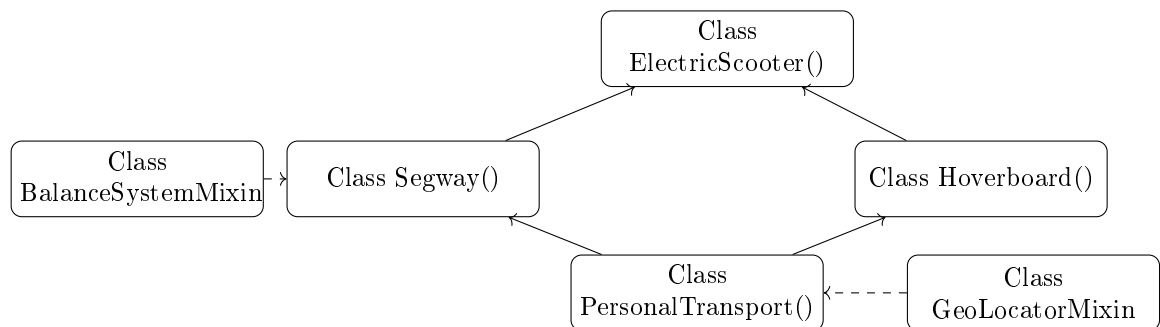 Class
ElectricScooter()
Class
BalanceSystemMixin
Class Segway()
Class Hoverboard()
Class
PersonalTransport()
Class
GeoLocatorMixin